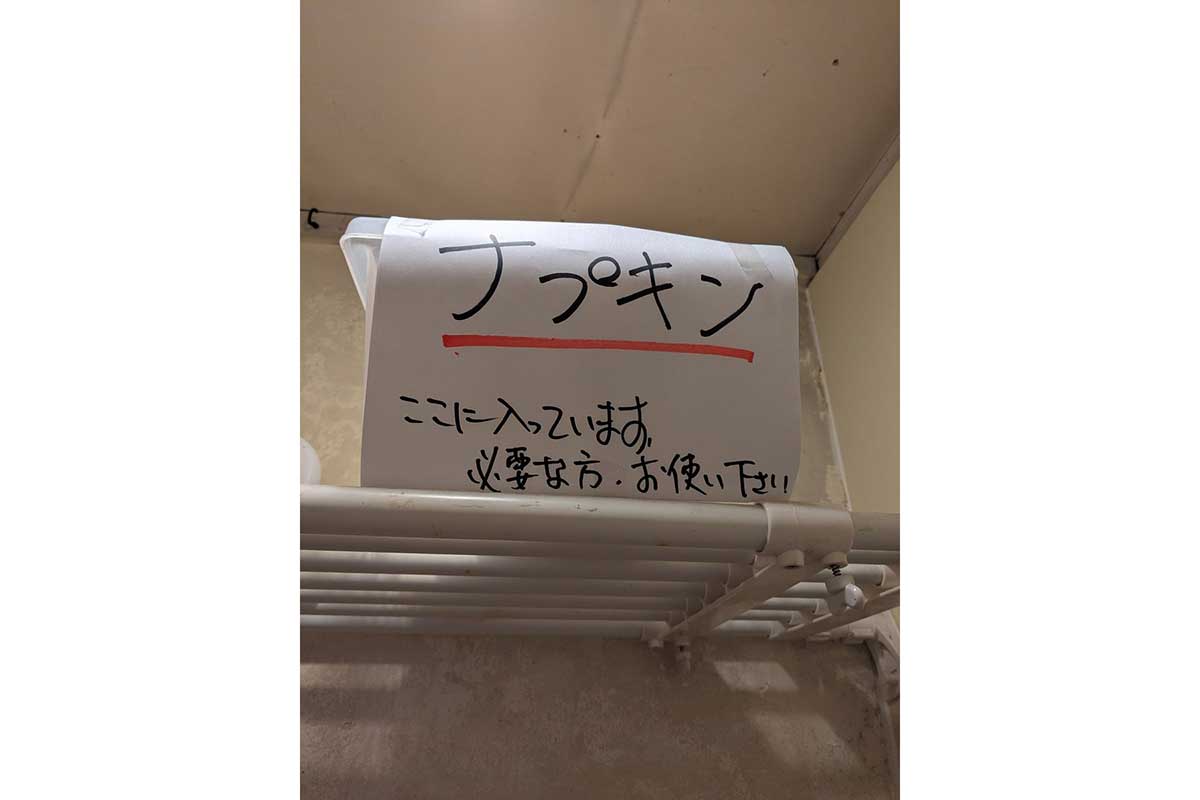 ナプキン
ここに入っています。
必要な方・お使い下さい